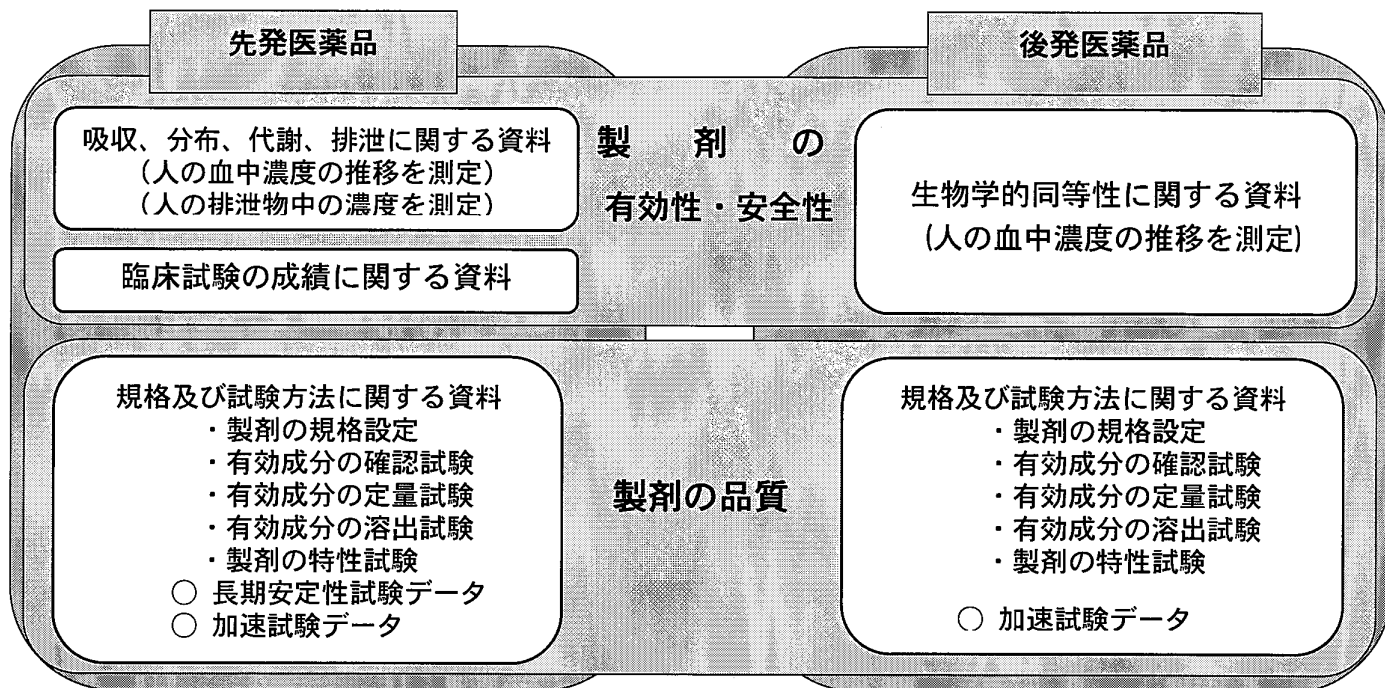 先発医薬品
吸収、分布、代謝、排泄に関する資料
（人の血中濃度の推移を測定）
（人の排泄物中の濃度を測定）
臨床試験の成績に関する資料
製剤の
有効性・安全性
後発医薬品
生物学的同等性に関する資料
（人の血中濃度の推移を測定）
規格及び試験方法に関する資料
・製剤の規格設定
・有効成分の確認試験
・有効成分の定量試験
・有効成分の溶出試験
・製剤の特性試験
○ 長期安定性試験データ
○ 加速試験データ
製剤の品質
規格及び試験方法に関する資料
・製剤の規格設定
・有効成分の確認試験
・有効成分の定量試験
・有効成分の溶出試験
・製剤の特性試験
○ 加速試験データ